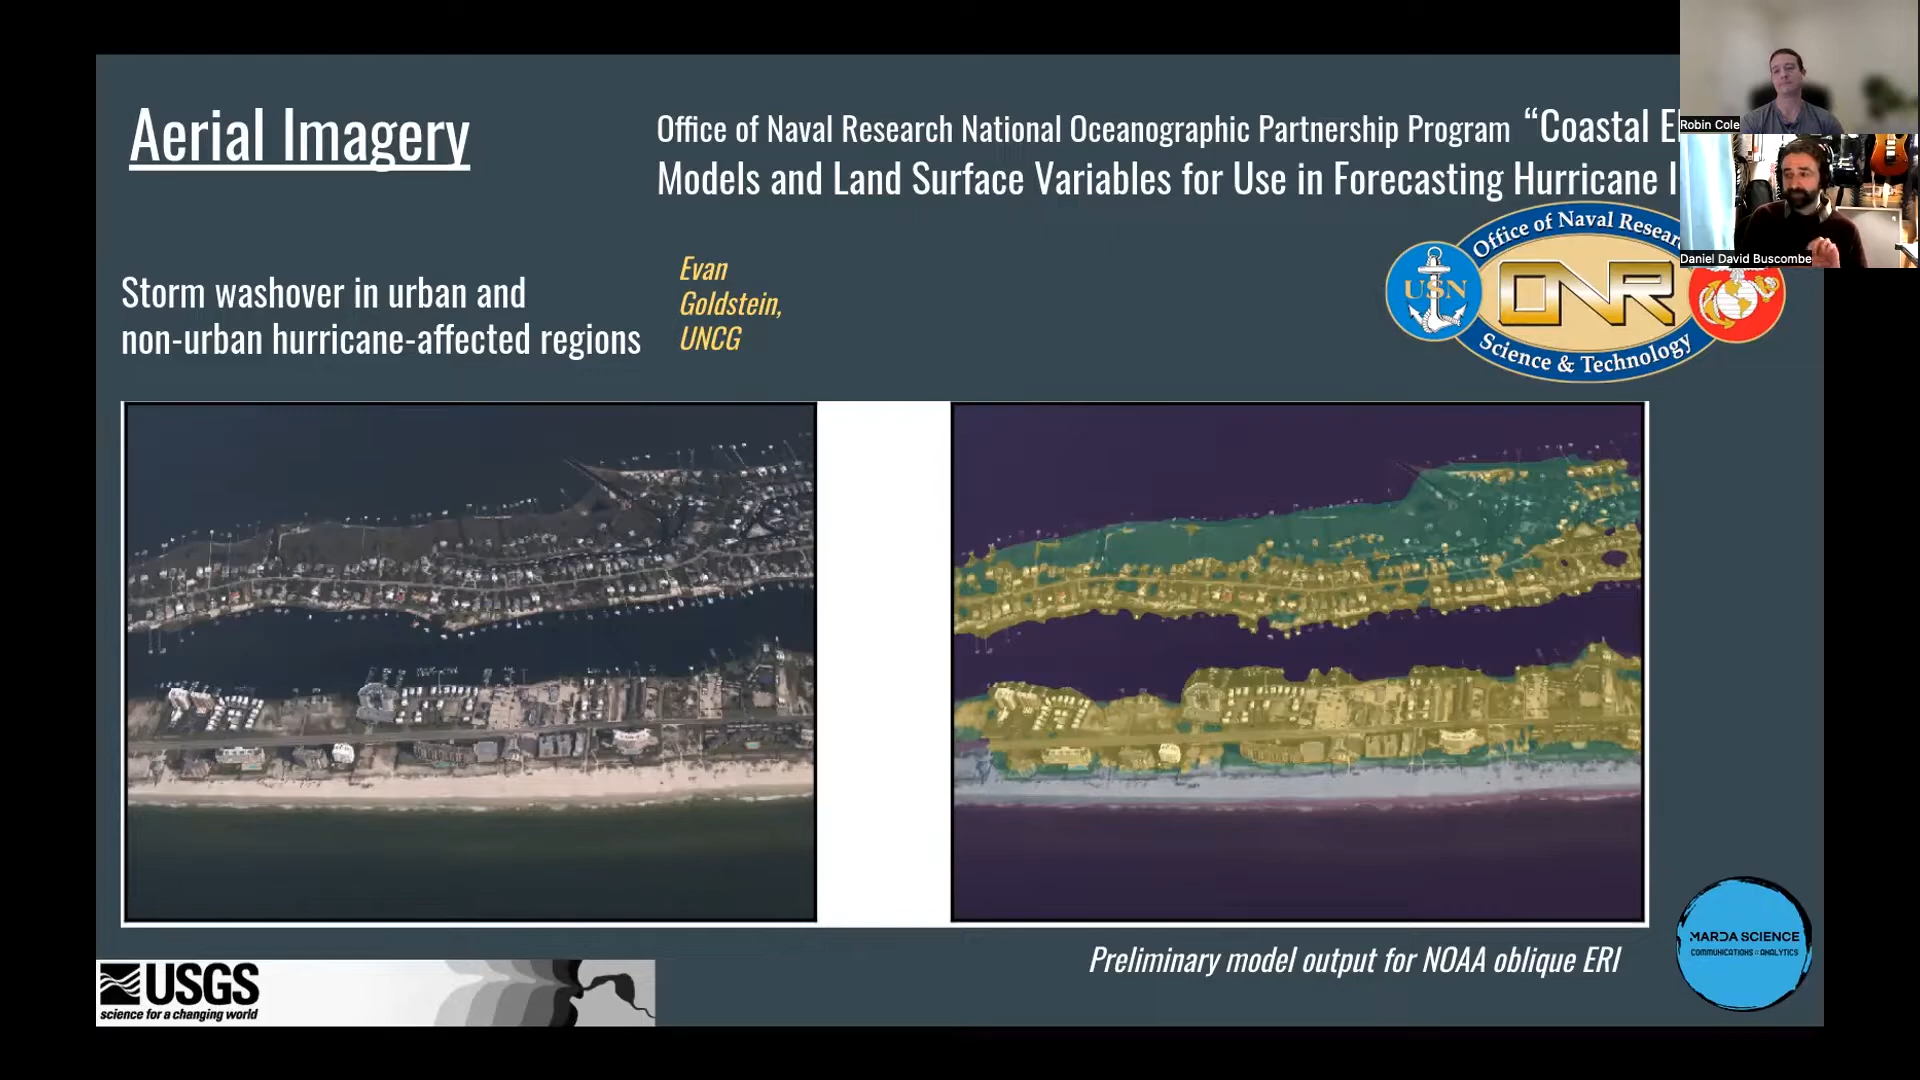 Aerial Imagery
Office of Naval Research National Oceanographic Partnership Program “Coastal
Models and Land Surface Variables for Use in Forecasting Hurricane
Robin Cole
Daniel David Buscombe
Storm washover in urban and
non-urban hurricane-affected regions
Evan
Goldstein,
UNCG
Office of Naval Research
USN
ONR
Science & Technology
Preliminary model output for NOAA oblique ERI
MARDA SCIENCE
COMMUNICATIONS :: ANALYTICS
USGS
science for a changing world